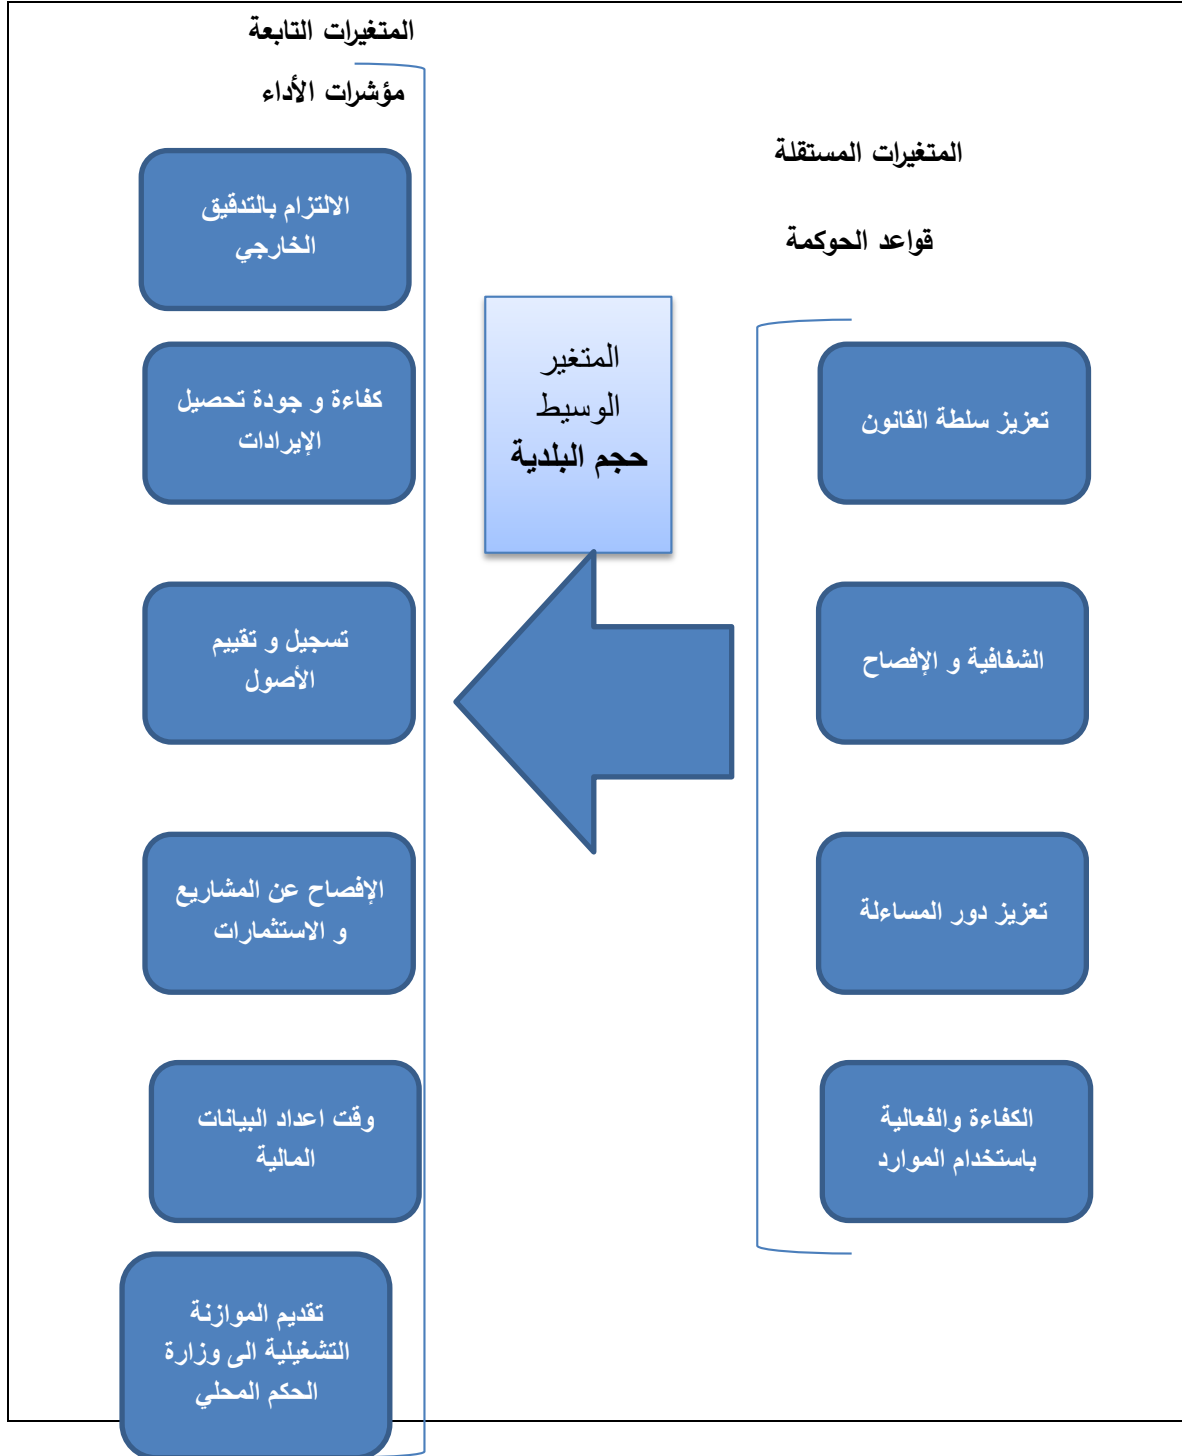 المتغيرات التابعة
مؤشرات الأداء
المتغيرات المستقلة
قواعد الحوكمة
تعزيز سلطة القانون
الشفافية و الإفصاح
تعزيز دور المساءلة
الكفاءة والفعالية
باستخدام الموارد
المتغير
الوسيط
حجم البلدية
الالتزام بالتدقيق
الخارجي
كفاءة و جودة تحصيل
الإيرادات
تسجيل و تقييم
الأصول
الإفصاح عن المشاريع
و الاستثمارات
وقت اعداد البيانات
المالية
تقديم الموازنة
التشغيلية الى وزارة
الحكم المحلي